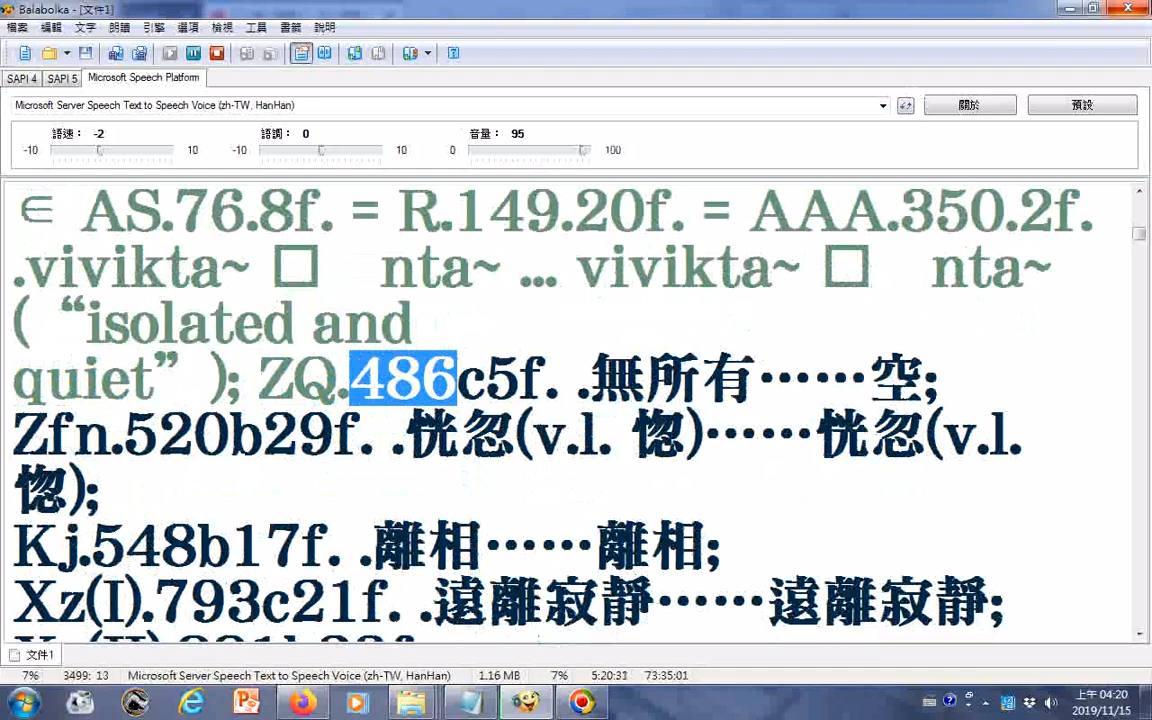 Balabolka - [文件1]
檔案 編輯 文字 朗讀 引擎 選項 檢視 工具 書籤 說明
SAPI 4 SAPI 5 Microsoft Speech Platform
Microsoft Server Speech Text to Speech Voice (zh-TW, HanHan) 關於 預設
語速： -2 語調： 0 音量： 95
-10 10 -10 10 0 100
∈ AS.76.8f. = R.149.20f. = AAA.350.2f.
.vivikta~ □ nta~ ... vivikta~ □ nta~
(“isolated and
quiet”); ZQ.486c5f. .無所有……空;
Zfn.520b29f. .恍忽(v.l. 惚)……恍忽(v.l.
惚);
Kj.548b17f. .離相……離相;
Xz(I).793c21f. .遠離寂靜……遠離寂靜;
文件1
7% 3499: 13 Microsoft Server Speech Text to Speech Voice (zh-TW, HanHan) 1.16 MB 7% 5:20:31 73:35:01
上午 04:20
2019/11/15